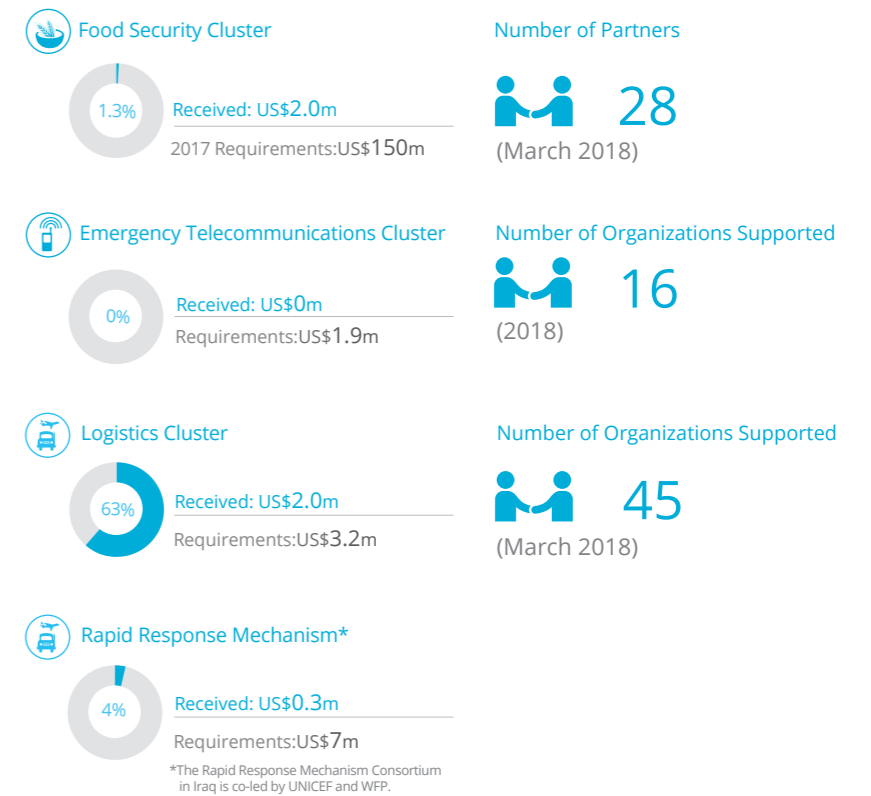 Food Security Cluster
Number of Partners
1.3%
Received: US$2.0m
2017 Requirements:US$150m
28
(March 2018)
Emergency Telecommunications Cluster
Number of Organizations Supported
0%
Received: US$0m
Requirements:US$1.9m
16
(2018)
Logistics Cluster
Number of Organizations Supported
63%
Received: US$2.0m
Requirements:US$3.2m
45
(March 2018)
Rapid Response Mechanism*
4%
Received: US$0.3m
Requirements:US$7m
*The Rapid Response Mechanism Consortium
in Iraq is co-led by UNICEF and WFP.